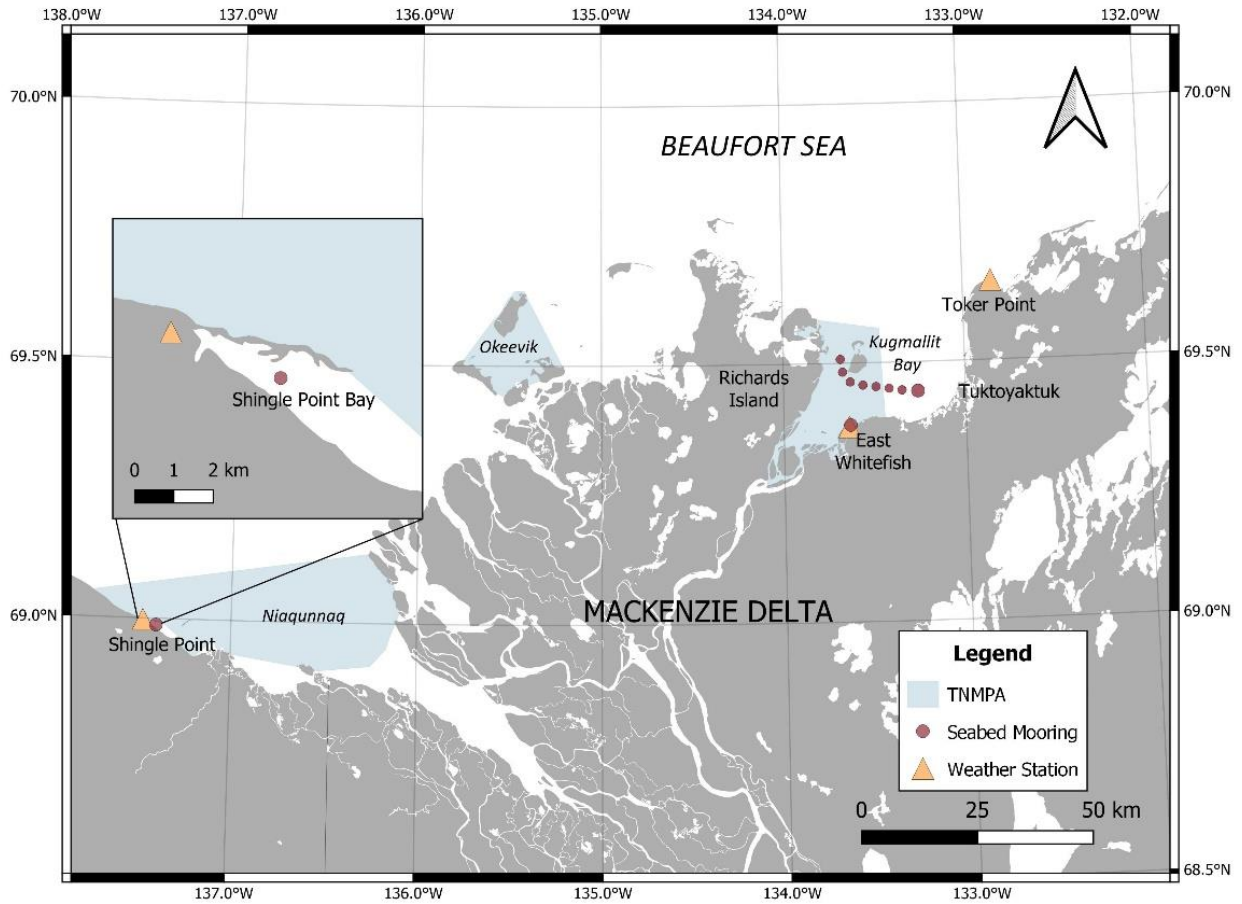 138.0°W 137.0°W 136.0°W 135.0°W 134.0°W 133.0°W 132.0°W
70.0°N 70.0°N
BEAUFORT SEA
Toker Point
69.5°N 69.5°N
Okeevik
Kugmallit
Bay
Richards
Island
Tuktoyaktuk
Shingle Point Bay
East
Whitefish
0 1 2 km
69.0°N 69.0°N
Niaqunnaq
MACKENZIE DELTA
Shingle Point
Legend
TNMPA
Seabed Mooring
Weather Station
0 25 50 km
68.5°N
137.0°W 136.0°W 135.0°W 134.0°W 133.0°W